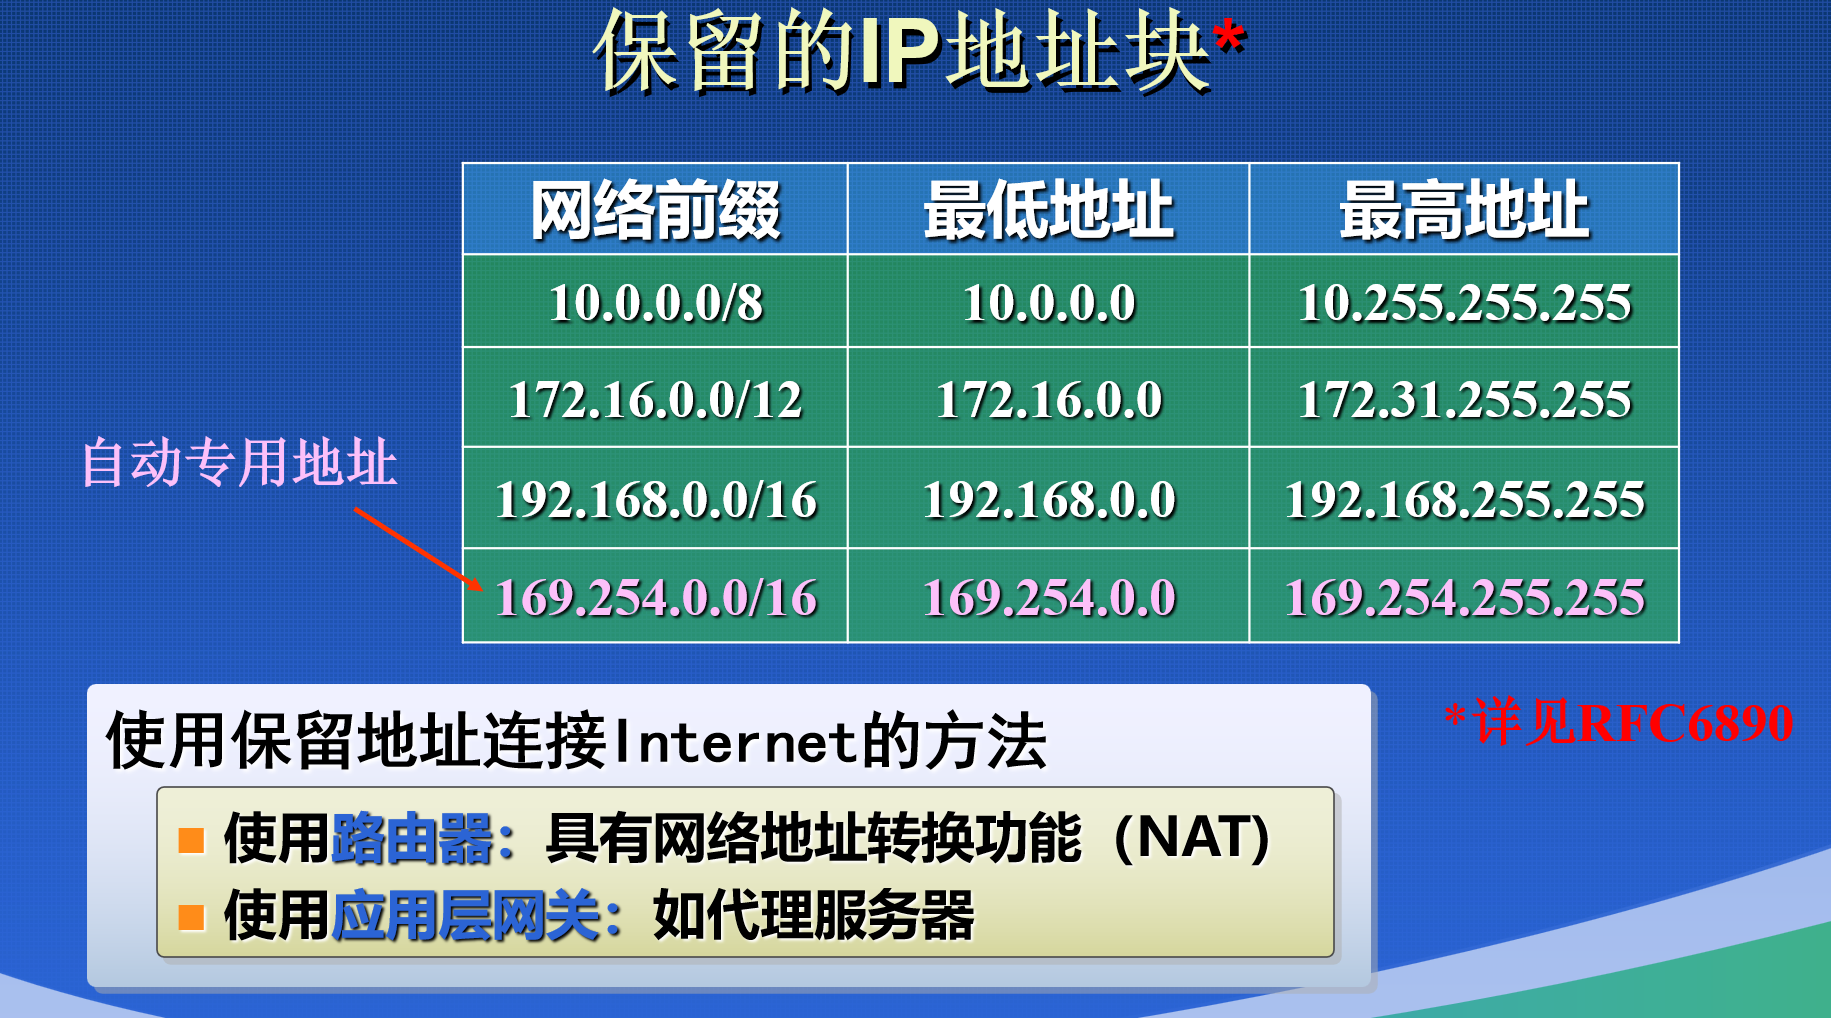 保留的IP地址块*
网络前缀 最低地址 最高地址
10.0.0.0/8 10.0.0.0 10.255.255.255
172.16.0.0/12 172.16.0.0 172.31.255.255
自动专用地址
192.168.0.0/16 192.168.0.0 192.168.255.255
169.254.0.0/16 169.254.0.0 169.254.255.255
使用保留地址连接Internet的方法
*详见RFC6890
使用路由器：具有网络地址转换功能（NAT)
使用应用层网关：如代理服务器